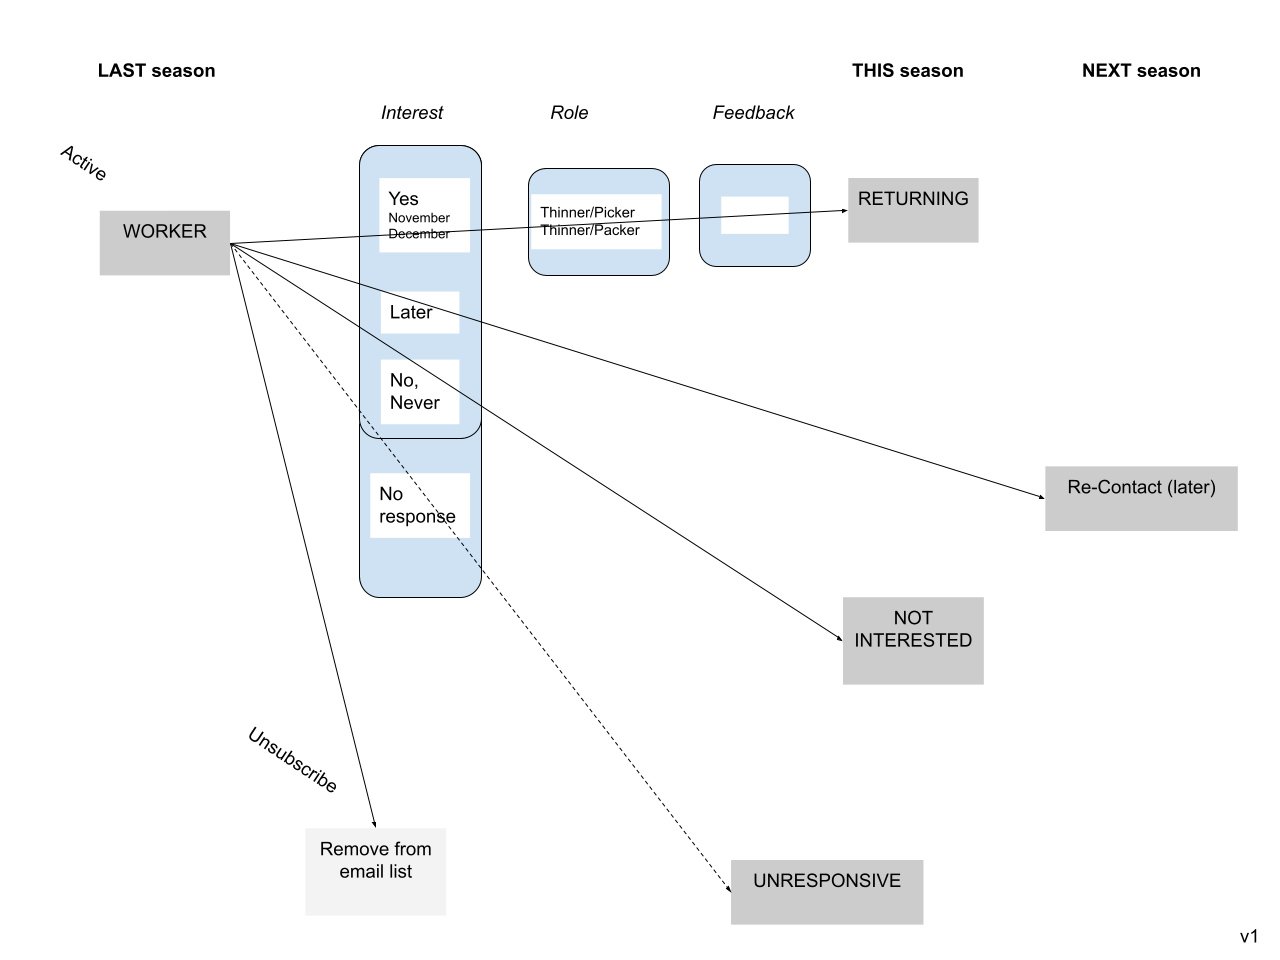 LAST season
THIS season
NEXT season
Interest
Role
Feedback
Active
WORKER
Yes
November
December
Thinner/Picker
Thinner/Packer
RETURNING
Later
No,
Never
No
response
Re-Contact (later)
NOT
INTERESTED
Unsubscribe
Remove from
email list
UNRESPONSIVE
v1